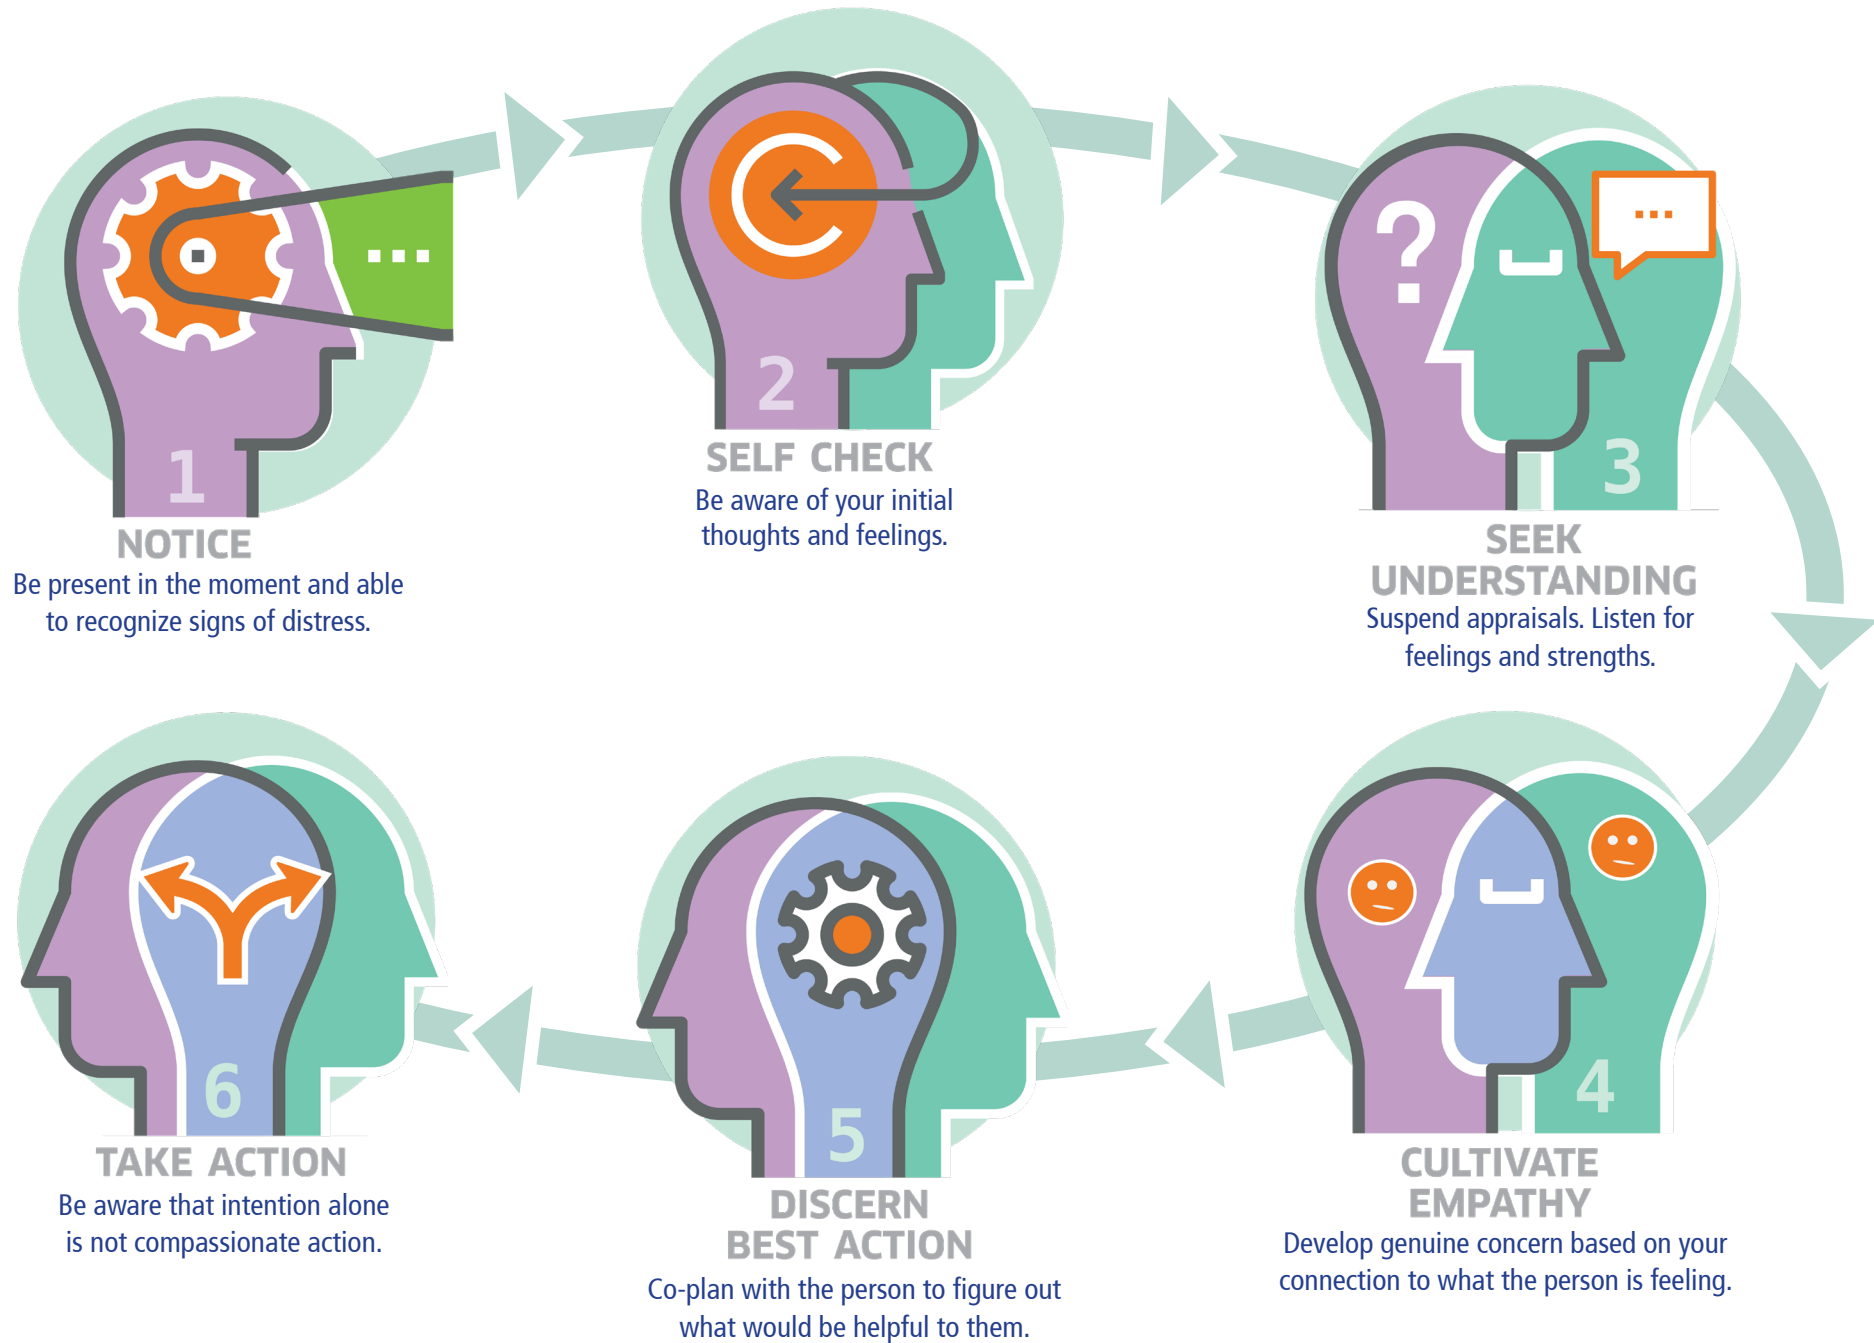 1
NOTICE
Be present in the moment and able
to recognize signs of distress.
2
SELF CHECK
Be aware of your initial
thoughts and feelings.
?
3
SEEK
UNDERSTANDING
Suspend appraisals. Listen for
feelings and strengths.
4
CULTIVATE
EMPATHY
Develop genuine concern based on your
connection to what the person is feeling.
5
DISCERN
BEST ACTION
Co-plan with the person to figure out
what would be helpful to them.
6
TAKE ACTION
Be aware that intention alone
is not compassionate action.